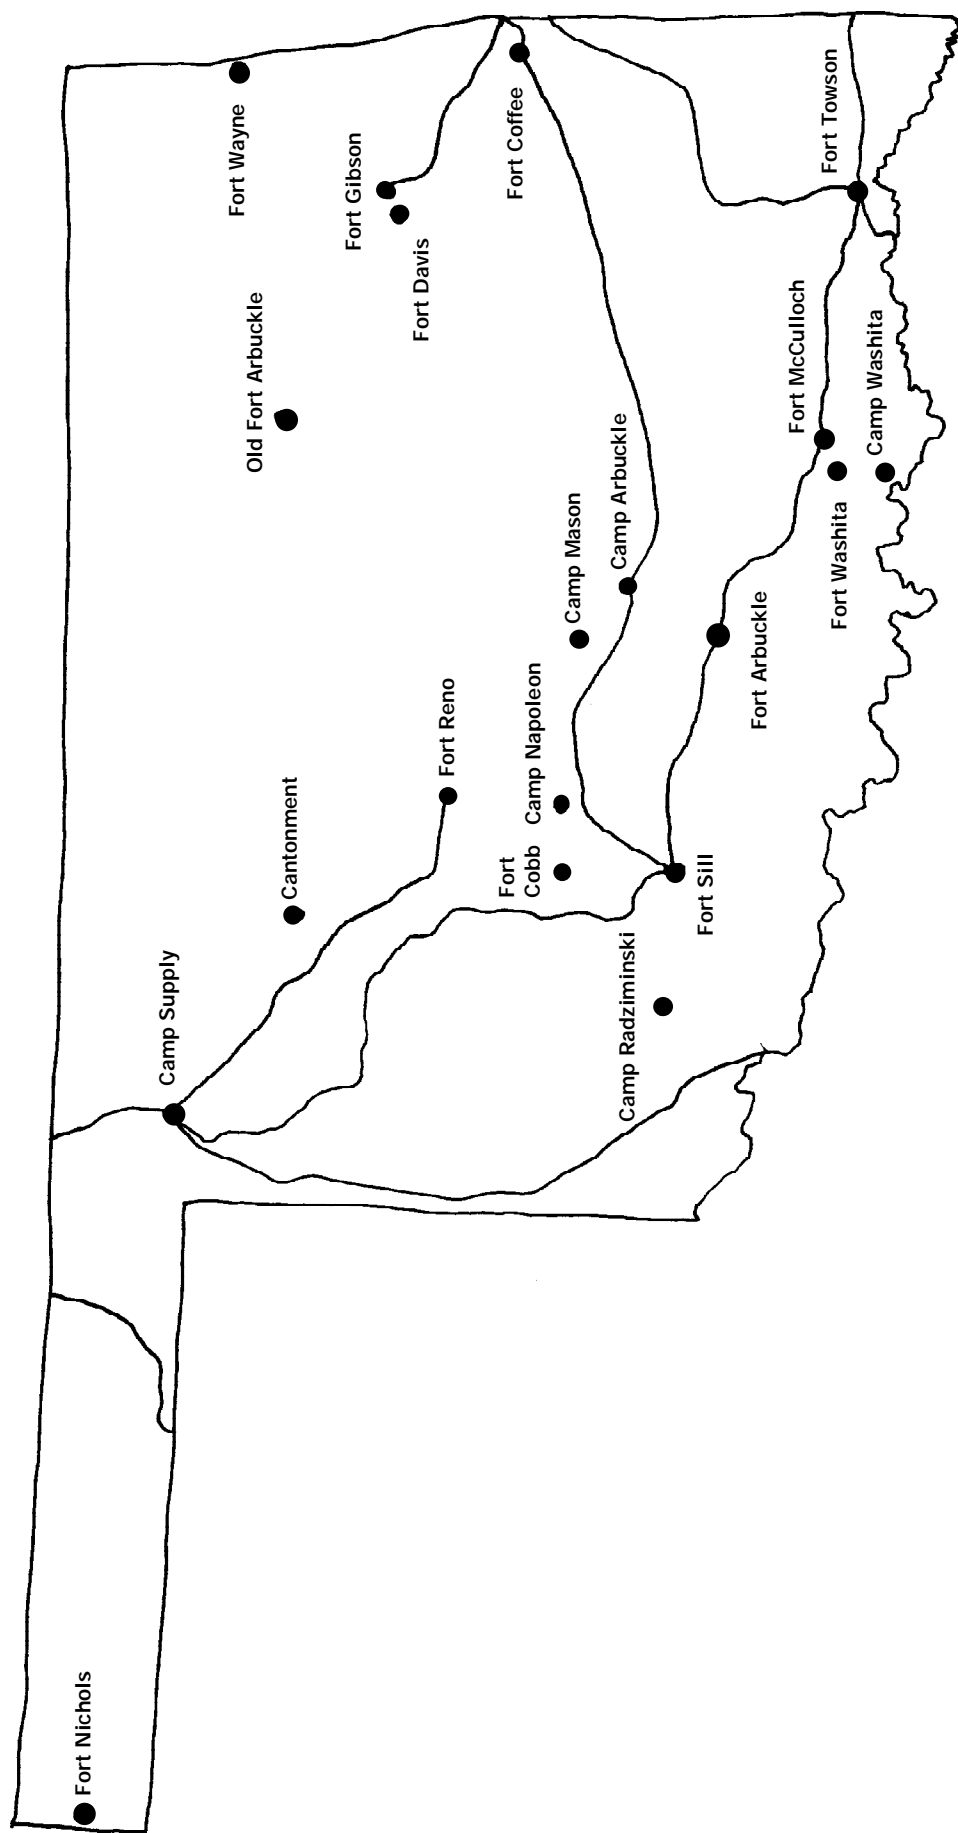 Fort Nichols
Camp Supply
Cantonment
Old Fort Arbuckle
Fort Wayne
Fort Gibson
Fort Davis
Fort Reno
Fort Coffee
Fort
Cobb
Camp Napoleon
Camp Mason
Camp Arbuckle
Camp Radziminski
Fort Sill
Fort Arbuckle
Fort McCulloch
Fort Washita
Camp Washita
Fort Towson